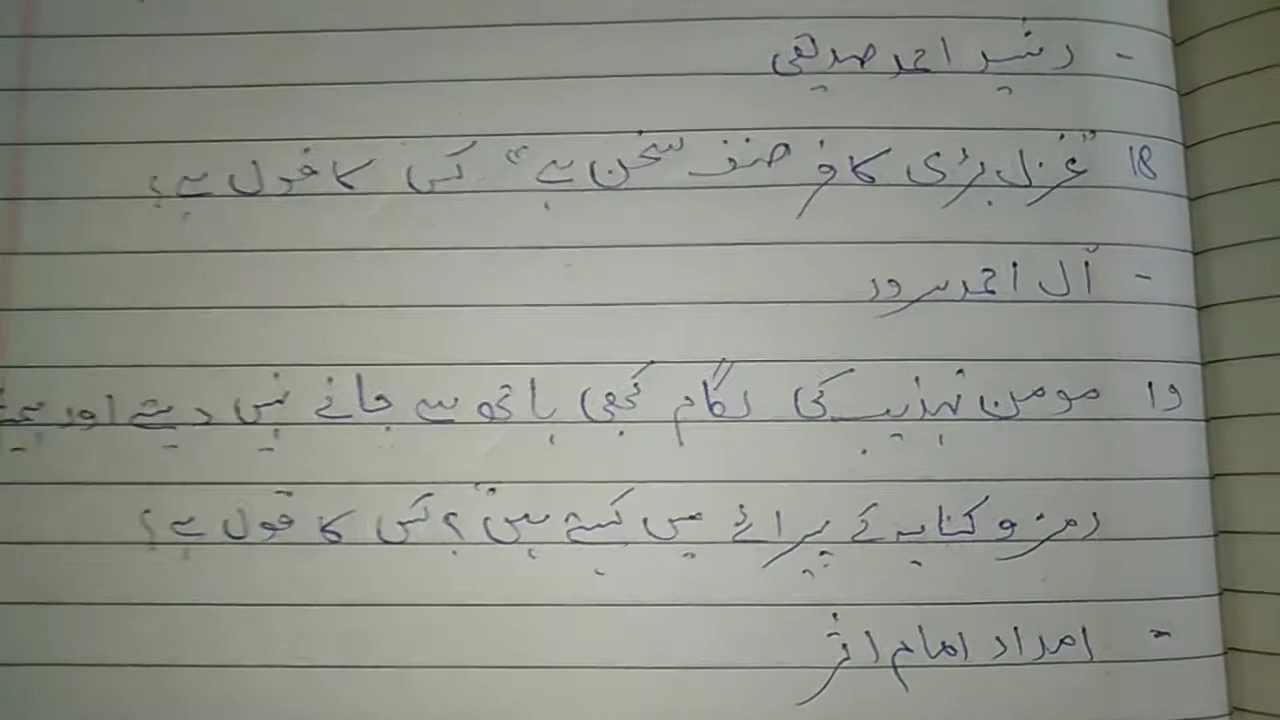 - رشید احمد صدیقی
18 "غزل بڑی کافر صنف سخن ہے" کس کا قول ہے؟
- آل احمد سرور
19 مومن تہذیب کی لگام کبھی ہاتھ سے جانے نہیں دیتے اور
رمز و کنایہ کے پیرائے میں کہتے ہیں؟ کس کا قول ہے؟
- امداد امام اثر